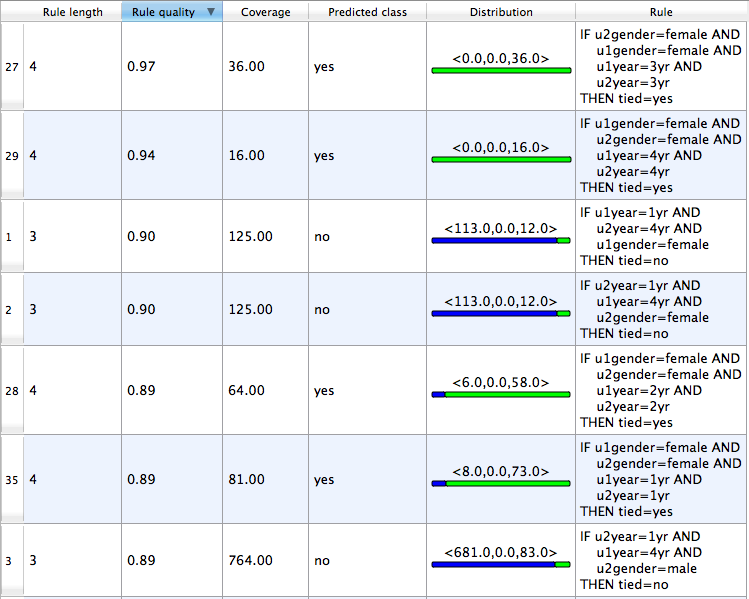 Rule length Rule quality ▼ Coverage Predicted class Distribution Rule
27 4 0.97 36.00 yes <0.0,0.0,36.0> IF u2gender=female AND
u1gender=female AND
u1year=3yr AND
u2year=3yr
THEN tied=yes
29 4 0.94 16.00 yes <0.0,0.0,16.0> IF u1gender=female AND
u2gender=female AND
u1year=4yr AND
u2year=4yr
THEN tied=yes
1 3 0.90 125.00 no <113.0,0.0,12.0> IF u1year=1yr AND
u2year=4yr AND
u1gender=female
THEN tied=no
2 3 0.90 125.00 no <113.0,0.0,12.0> IF u2year=1yr AND
u1year=4yr AND
u2gender=female
THEN tied=no
28 4 0.89 64.00 yes <6.0,0.0,58.0> IF u1gender=female AND
u2gender=female AND
u1year=2yr AND
u2year=2yr
THEN tied=yes
35 4 0.89 81.00 yes <8.0,0.0,73.0> IF u1gender=female AND
u2gender=female AND
u1year=1yr AND
u2year=1yr
THEN tied=yes
3 3 0.89 764.00 no <681.0,0.0,83.0> IF u2year=1yr AND
u1year=4yr AND
u2gender=male
THEN tied=no